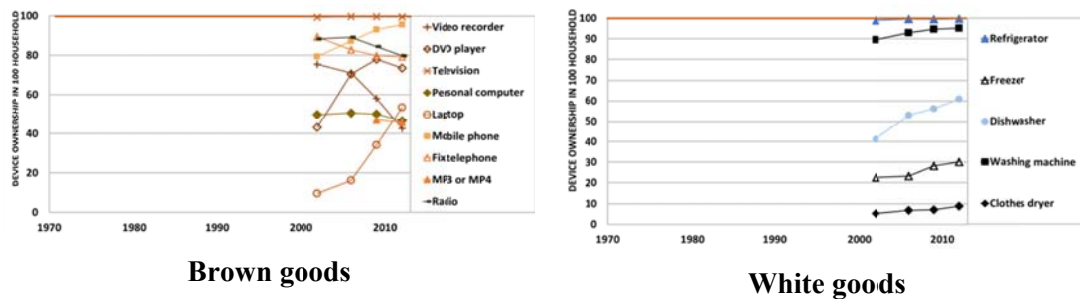 DEVICE OWNERSHIP IN 100 HOUSEHOLD
100
80
60
40
20
0
1970 1980 1990 2000 2010
Video recorder
DVD player
Television
Personal computer
Laptop
Mobile phone
Fixtelephone
MP3 or MP4
Radio
Brown goods
DEVICE OWNERSHIP IN 100 HOUSEHOLD
100
90
80
70
60
50
40
30
20
10
0
1970 1980 1990 2000 2010
Refrigerator
Freezer
Dishwasher
Washing machine
Clothes dryer
White goods